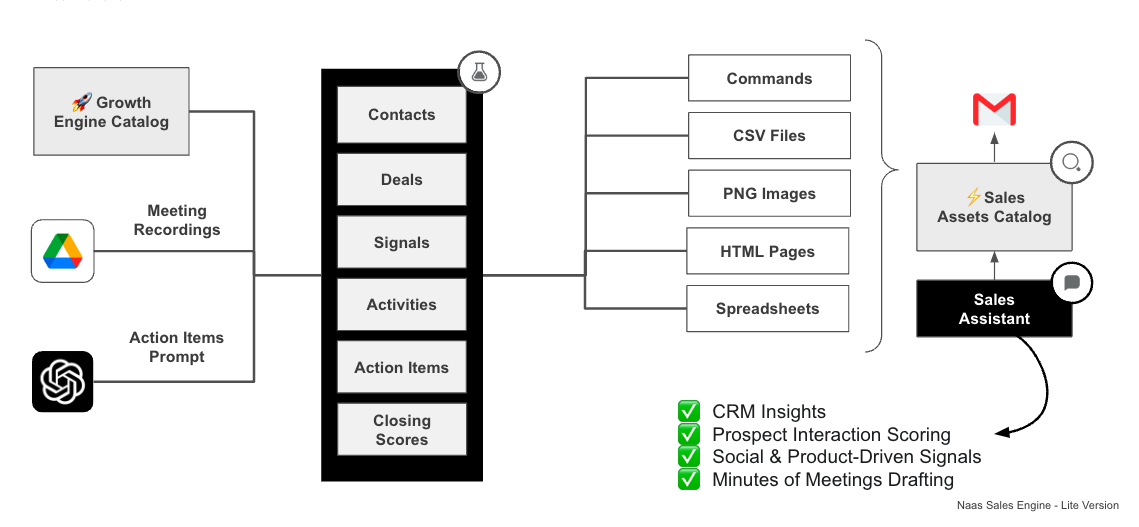 🚀 Growth
Engine Catalog
Meeting
Recordings
Action Items
Prompt
Contacts
Deals
Signals
Activities
Action Items
Closing
Scores
Commands
CSV Files
PNG Images
HTML Pages
Spreadsheets
⚡Sales
Assets Catalog
Sales
Assistant
✅ CRM Insights
✅ Prospect Interaction Scoring
✅ Social & Product-Driven Signals
✅ Minutes of Meetings Drafting
Naas Sales Engine - Lite Version